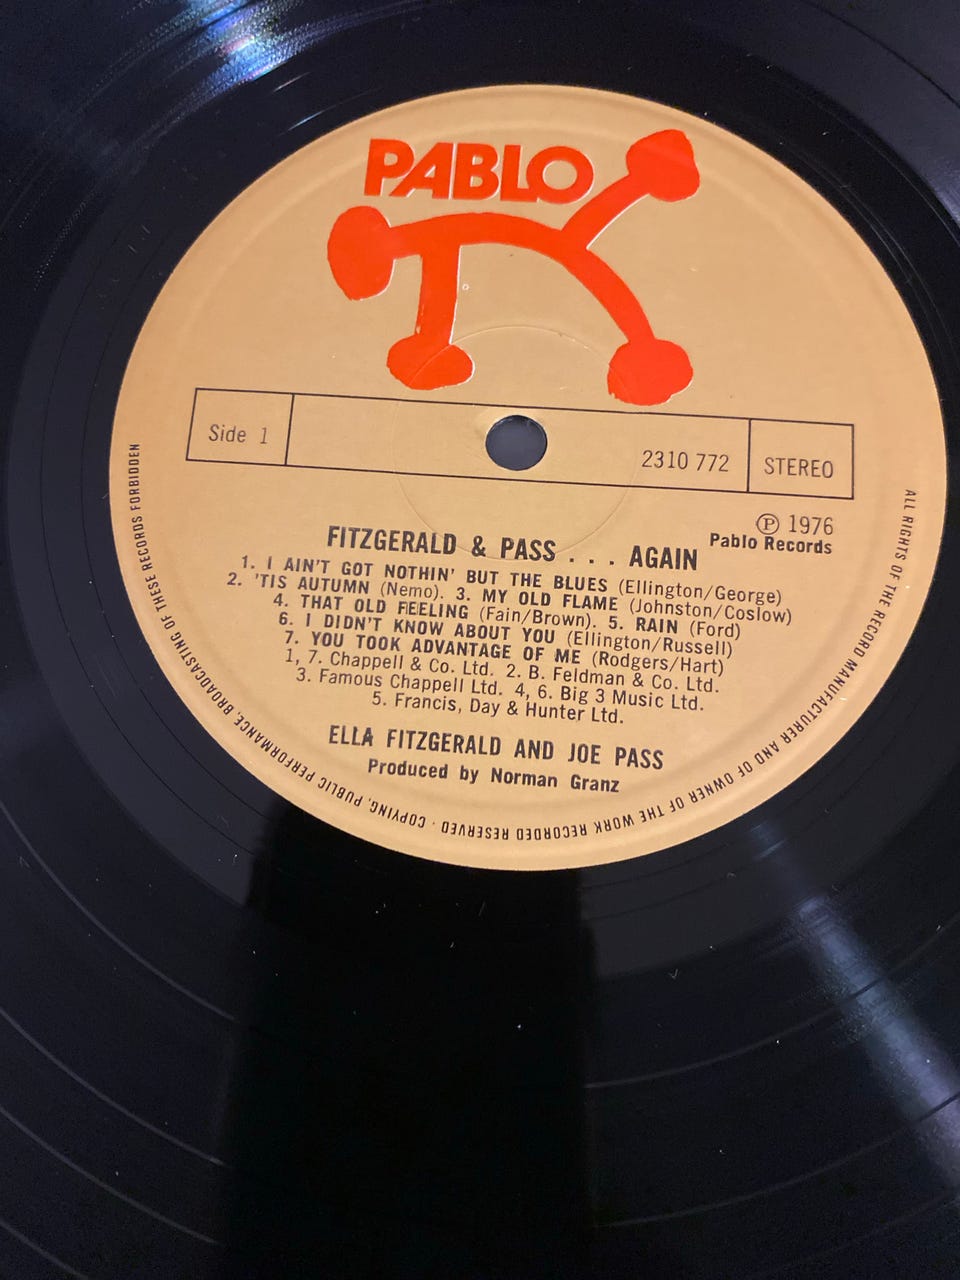 PABLO
Side 1
2310 772
STEREO
℗ 1976
Pablo Records
FITZGERALD & PASS . . . AGAIN
1. I AIN'T GOT NOTHIN' BUT THE BLUES (Ellington/George)
2. 'TIS AUTUMN (Nemo). 3. MY OLD FLAME (Johnston/Coslow)
4. THAT OLD FEELING (Fain/Brown). 5. RAIN (Ford)
6. I DIDN'T KNOW ABOUT YOU (Ellington/Russell)
7. YOU TOOK ADVANTAGE OF ME (Rodgers/Hart)
1, 7. Chappell & Co. Ltd. 2. B. Feldman & Co. Ltd.
3. Famous Chappell Ltd. 4, 6. Big 3 Music Ltd.
5. Francis, Day & Hunter Ltd.
ELLA FITZGERALD AND JOE PASS
Produced by Norman Granz
ALL RIGHTS OF THE RECORD MANUFACTURER AND OF OWNER OF THE WORK RECORDED RESERVED · COPYING, PUBLIC PERFORMANCE, BROADCASTING OF THESE RECORDS FORBIDDEN